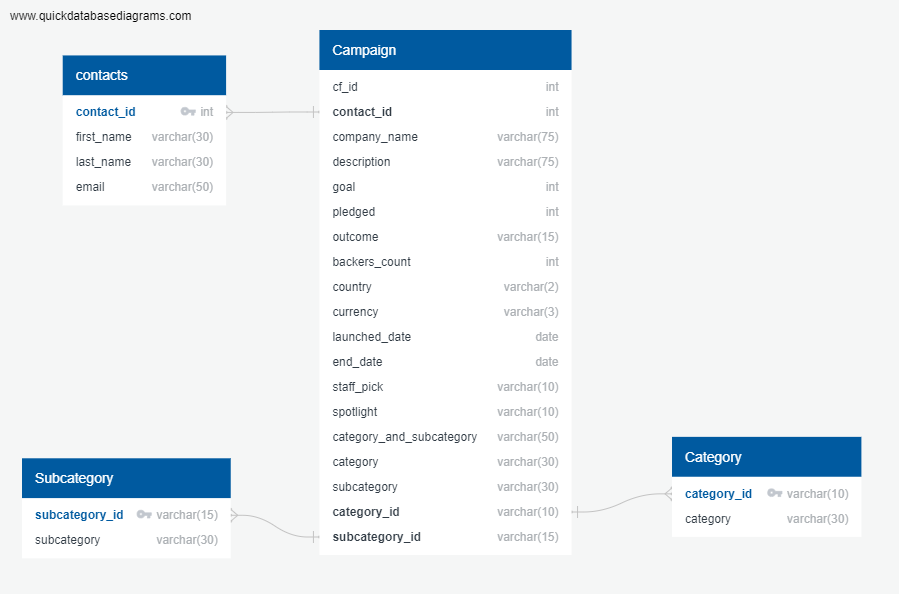 www.quickdatabasediagrams.com
contacts
contact_id int
first_name varchar(30)
last_name varchar(30)
email varchar(50)
Campaign
cf_id int
contact_id int
company_name varchar(75)
description varchar(75)
goal int
pledged int
outcome varchar(15)
backers_count int
country varchar(2)
currency varchar(3)
launched_date date
end_date date
staff_pick varchar(10)
spotlight varchar(10)
category_and_subcategory varchar(50)
category varchar(30)
subcategory varchar(30)
category_id varchar(10)
subcategory_id varchar(15)
Subcategory
subcategory_id varchar(15)
subcategory varchar(30)
Category
category_id varchar(10)
category varchar(30)